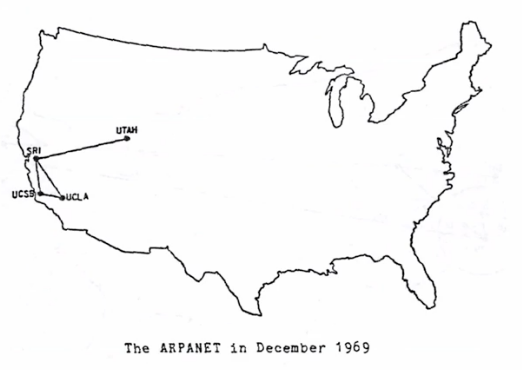 UTAH
SRI
UCSB
UCLA
The ARPANET in December 1969